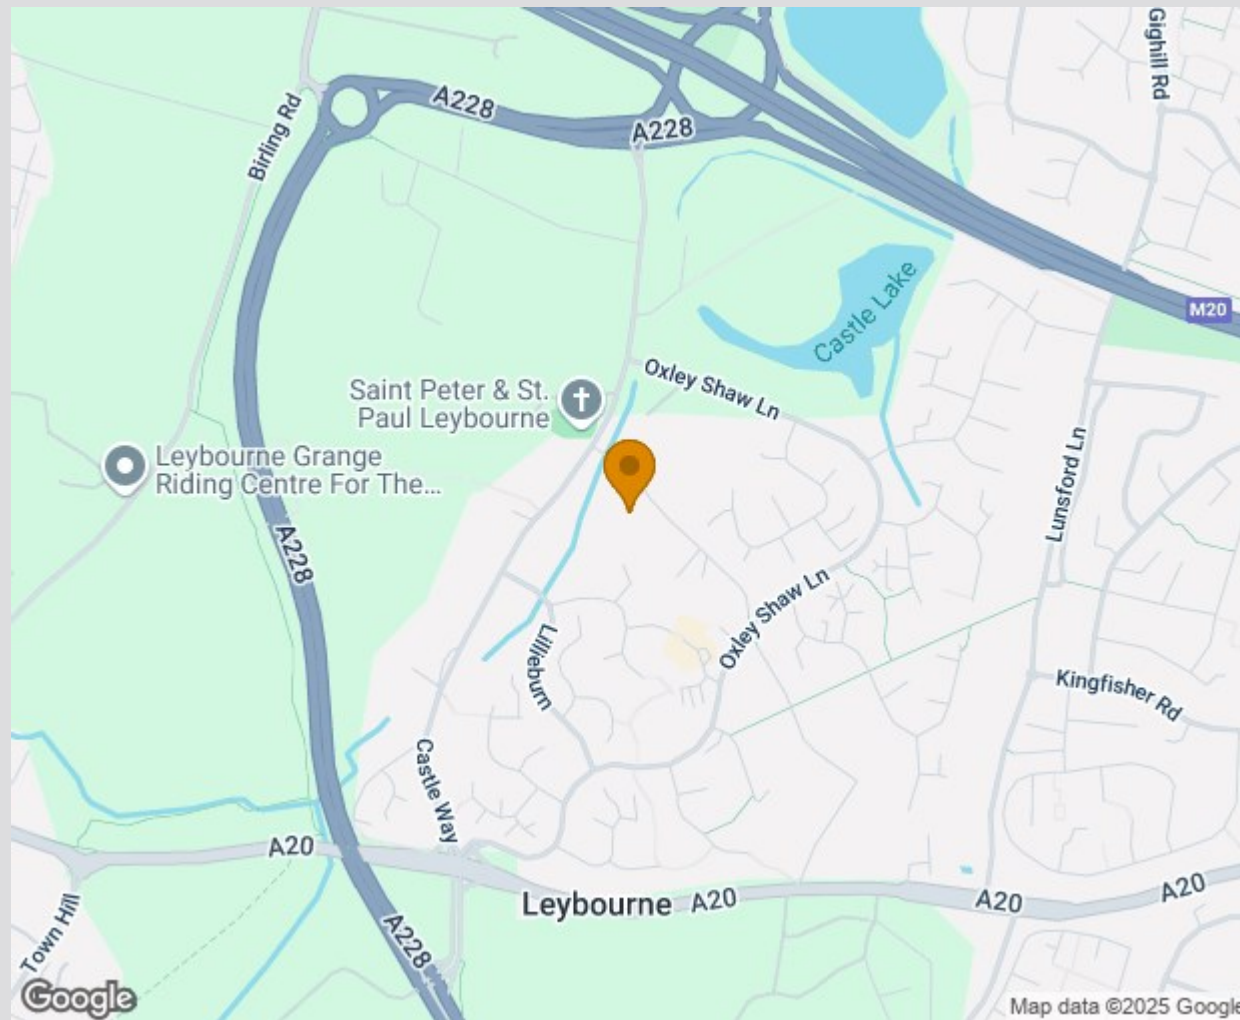 Gighill Rd
A228
A228
Birling Rd
M20
Castle Lake
Oxley Shaw Ln
Saint Peter & St.
Paul Leybourne
Leybourne Grange
Riding Centre For The...
Lunsford Ln
A228
Oxley Shaw Ln
Lillieburn
Kingfisher Rd
Castle Way
A20
A20
A20
A20
Leybourne
Town Hill
A228
Google
Map data ©2025 Google